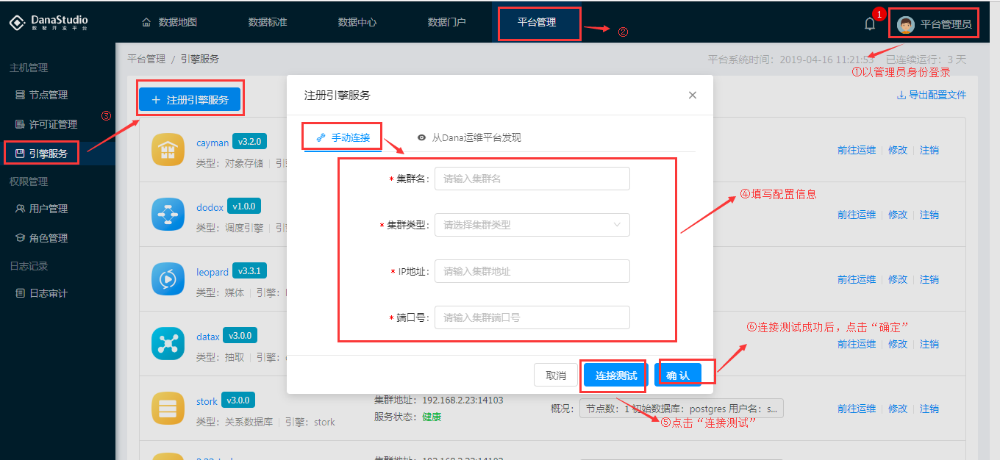 DanaStudio
数智开发平台
数据地图
数据标准
数据中心
数据门户
平台管理
②
1
平台管理员
主机管理
节点管理
许可证管理
引擎服务
权限管理
用户管理
角色管理
日志记录
日志审计
③
平台管理 / 引擎服务
平台系统时间：2019-04-16 11:21:53
已连续运行：3 天
①以管理员身份登录
+ 注册引擎服务
导出配置文件
cayman v3.2.0
类型：对象存储 | 引
前往运维 | 修改 | 注销
dodox v1.0.0
类型：调度引擎 | 引
前往运维 | 修改 | 注销
leopard v3.3.1
类型：媒体 | 引擎：
前往运维 | 修改 | 注销
datax v3.0.0
类型：抽取 | 引擎：
前往运维 | 修改 | 注销
stork v3.0.0
类型：关系数据库 | 引擎：stork
集群地址：192.168.2.23:14103
服务状态：健康
概况：
节点数：1 初始数据库：postgres 用户名：s...
前往运维 | 修改 | 注销
集群地址：192.168.2.23:14103
注册引擎服务
手动连接
从Dana运维平台发现
* 集群名：
请输入集群名
* 集群类型：
请选择集群类型
* IP地址：
请输入集群地址
* 端口号：
请输入集群端口号
④填写配置信息
取消
连接测试
确 认
⑥连接测试成功后，点击“确定”
⑤点击“连接测试”